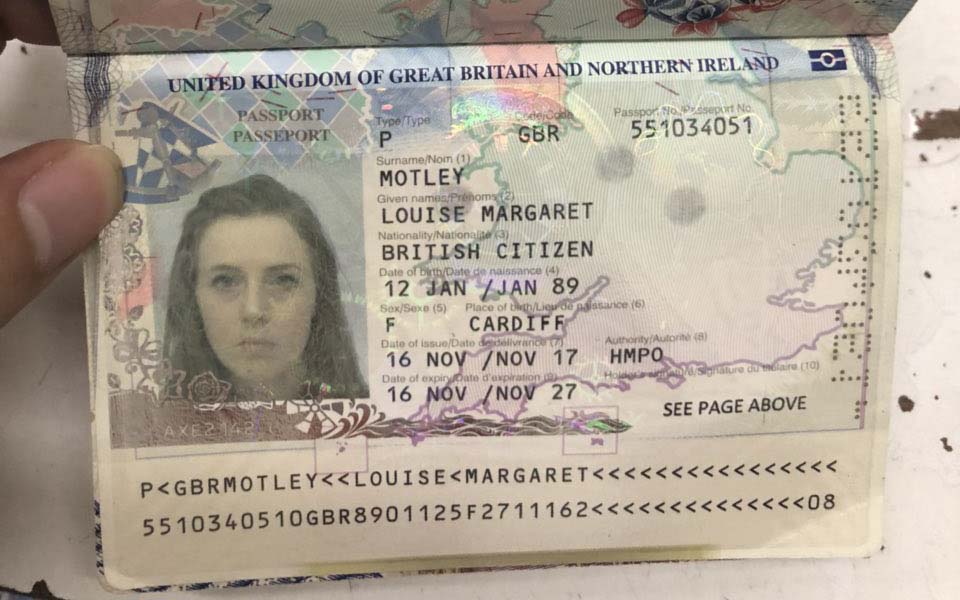 UNITED KINGDOM OF GREAT BRITAIN AND NORTHERN IRELAND
PASSPORT
PASSEPORT
Type/Type Code/Code Passport No./Passeport No.
P GBR 551034051
Surname/Nom (1)
MOTLEY
Given names/Prénoms (2)
LOUISE MARGARET
Nationality/Nationalité (3)
BRITISH CITIZEN
Date of birth/Date de naissance (4)
12 JAN /JAN 89
Sex/Sexe (5) Place of birth/Lieu de naissance (6)
F CARDIFF
Date of issue/Date de délivrance (7) Authority/Autorité (8)
16 NOV /NOV 17 HMPO
Date of expiry/Date d'expiration (9) Holder's signature/Signature du titulaire (10)
16 NOV /NOV 27
SEE PAGE ABOVE
P<GBRMOTLEY<<LOUISE<MARGARET<<<<<<<<<<<<<<<<
5510340510GBR8901125F2711162<<<<<<<<<<<<<<08